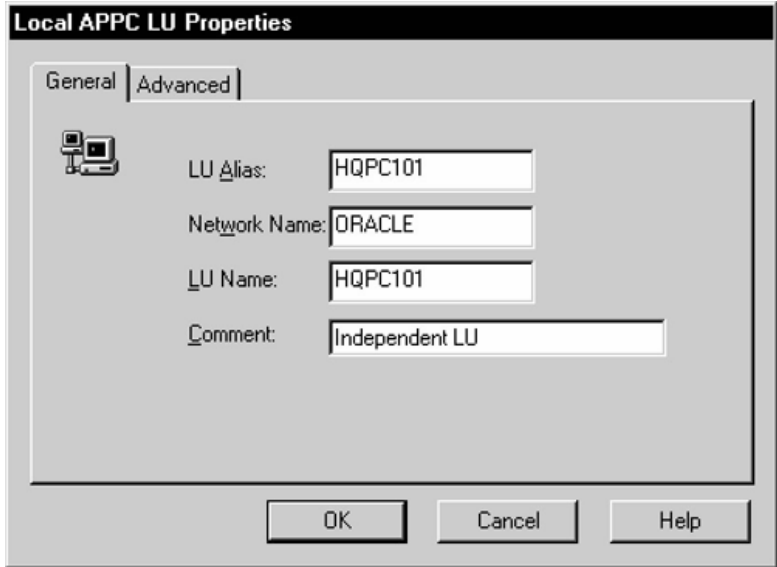 Local APPC LU Properties
General Advanced
LU Alias: HQPC101
Network Name: ORACLE
LU Name: HQPC101
Comment: Independent LU
OK Cancel Help